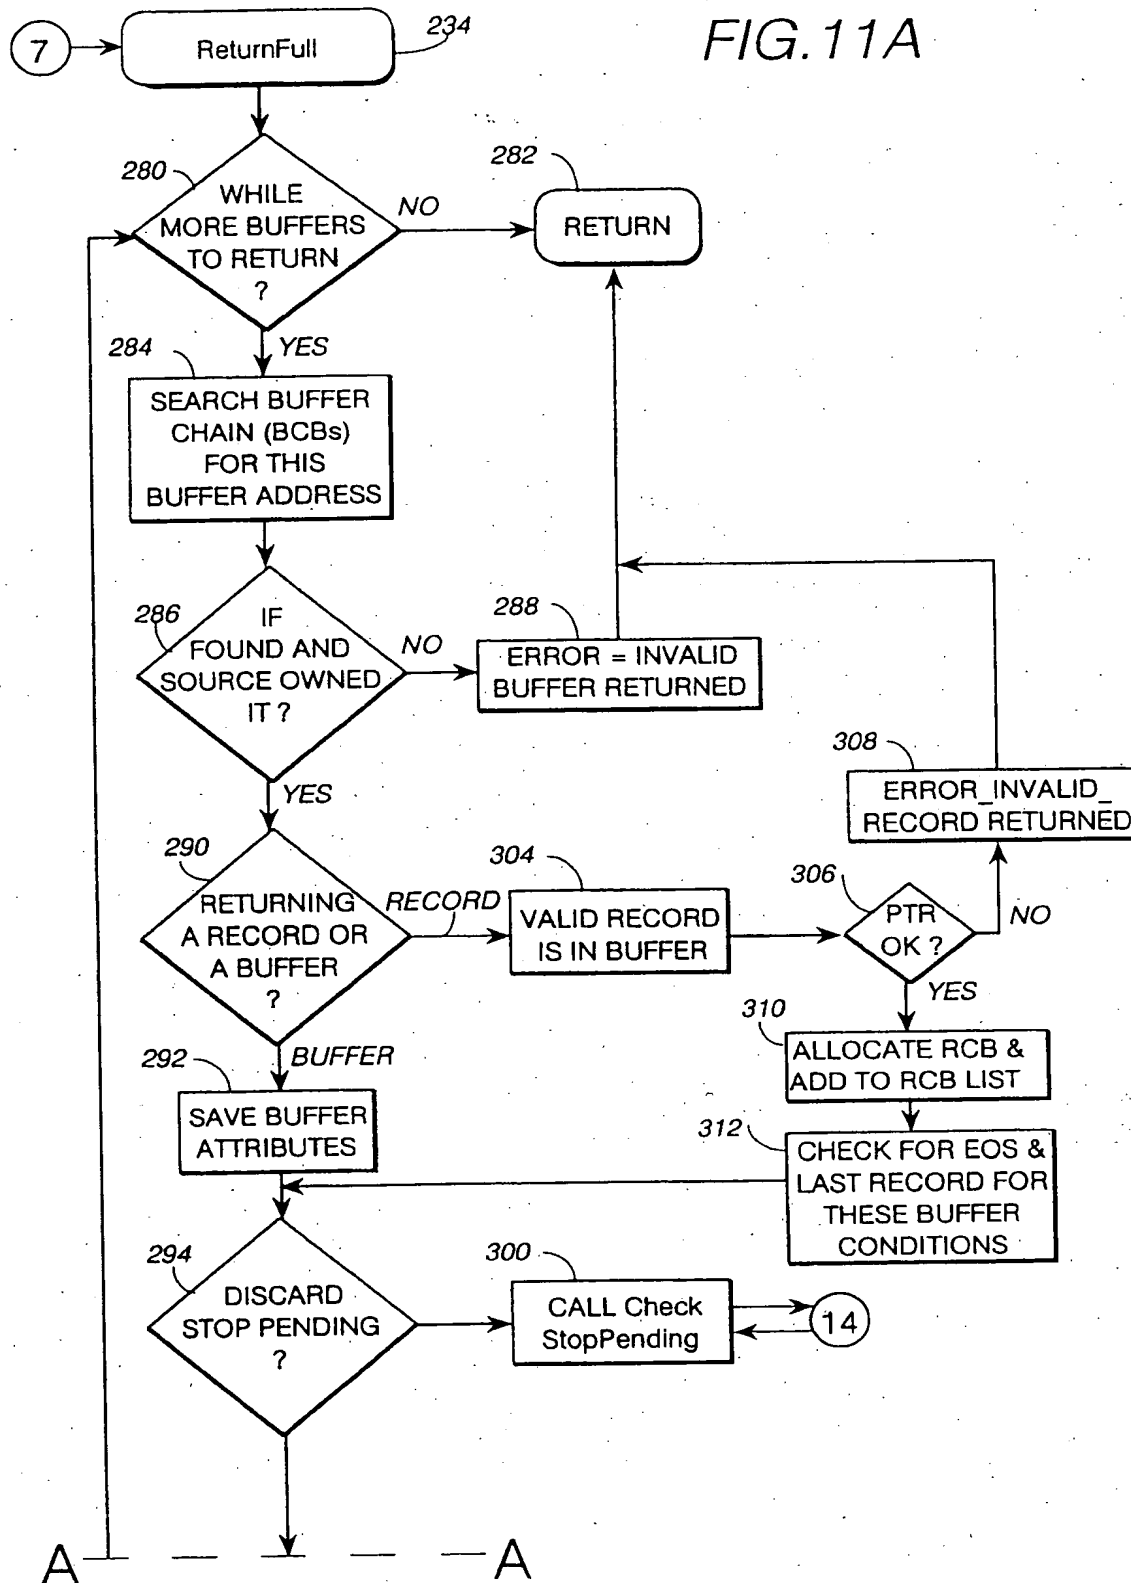 FIG.11A
7
ReturnFull
234
280
WHILE
MORE BUFFERS
TO RETURN
?
NO
282
RETURN
YES
284
SEARCH BUFFER
CHAIN (BCBs)
FOR THIS
BUFFER ADDRESS
286
IF
FOUND AND
SOURCE OWNED
IT ?
NO
288
ERROR = INVALID
BUFFER RETURNED
YES
308
ERROR_INVALID_
RECORD RETURNED
290
RETURNING
A RECORD OR
A BUFFER
?
RECORD
304
VALID RECORD
IS IN BUFFER
306
PTR
OK ?
NO
YES
310
ALLOCATE RCB &
ADD TO RCB LIST
BUFFER
292
SAVE BUFFER
ATTRIBUTES
312
CHECK FOR EOS &
LAST RECORD FOR
THESE BUFFER
CONDITIONS
294
DISCARD
STOP PENDING
?
300
CALL Check
StopPending
14
A
A